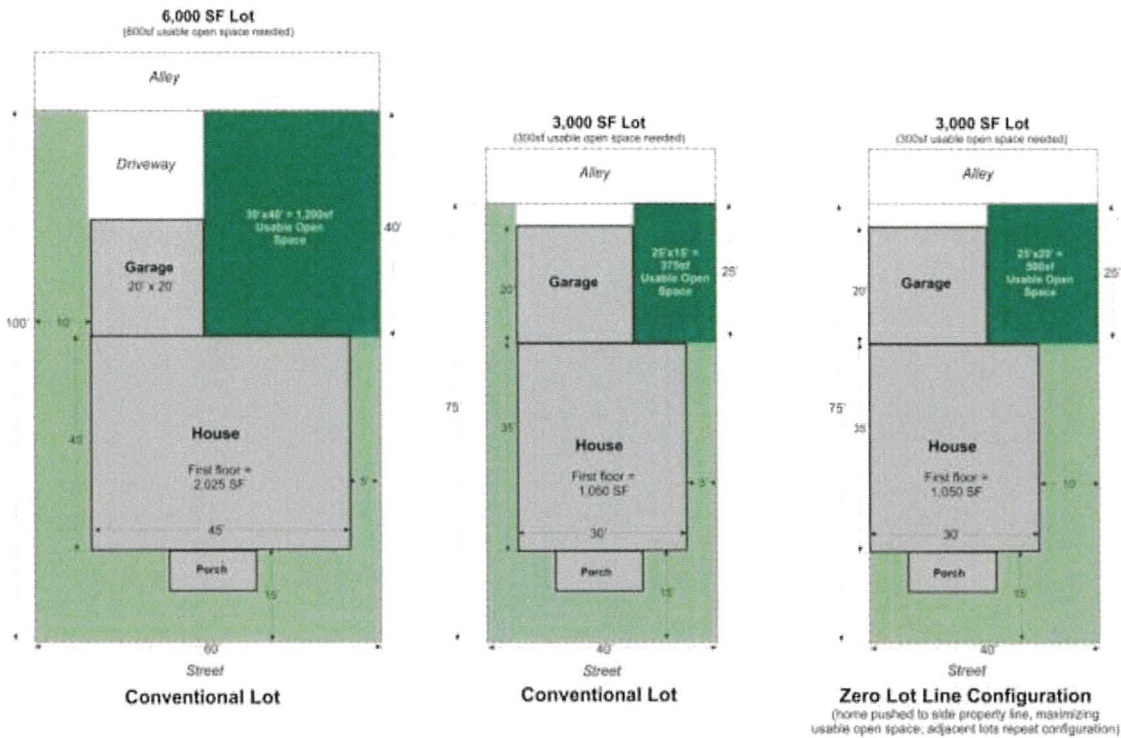 6,000 SF Lot
(600sf usable open space needed)
Alley
Driveway
30'x40' = 1,200sf
Usable Open
Space
40'
Garage
20' x 20'
100'
10'
House
First floor =
2,025 SF
45'
5'
45'
Porch
15'
60'
Street
Conventional Lot
3,000 SF Lot
(300sf usable open space needed)
Alley
25'x15' =
375sf
Usable Open
Space
25'
20'
Garage
75'
35'
House
First floor =
1,050 SF
5'
30'
Porch
15'
40'
Street
Conventional Lot
3,000 SF Lot
(300sf usable open space needed)
Alley
25'x20' =
500sf
Usable Open
Space
25'
20'
Garage
75'
35'
House
First floor =
1,050 SF
10'
30'
Porch
15'
40'
Street
Zero Lot Line Configuration
(home pushed to side property line, maximizing
usable open space, adjacent lots repeat configuration)